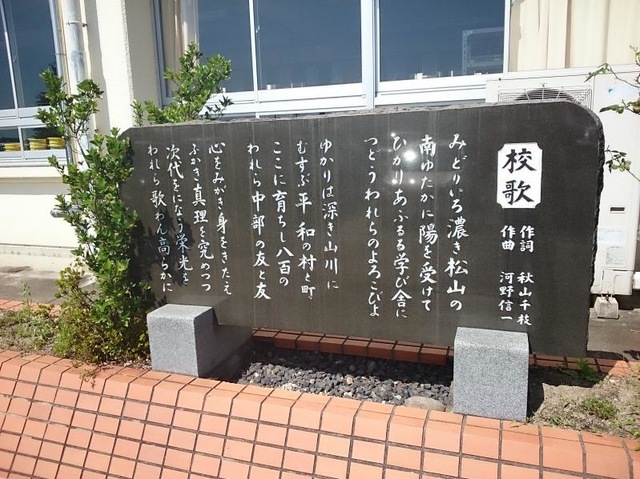 校歌
作詞 秋山千枝
作曲 河野信一
みどりいろ濃き松山の
南ゆたかに陽を受けて
ひかりあふるる学び舎に
つどうわれらのよろこびよ
ゆかりは深き山川に
むすぶ平和の村と町
ここに育ちし八百の
われら中部の友と友
心をみがき身をきたえ
ふかき真理を究めつつ
次代をになう栄光を
われら歌わん高らかに